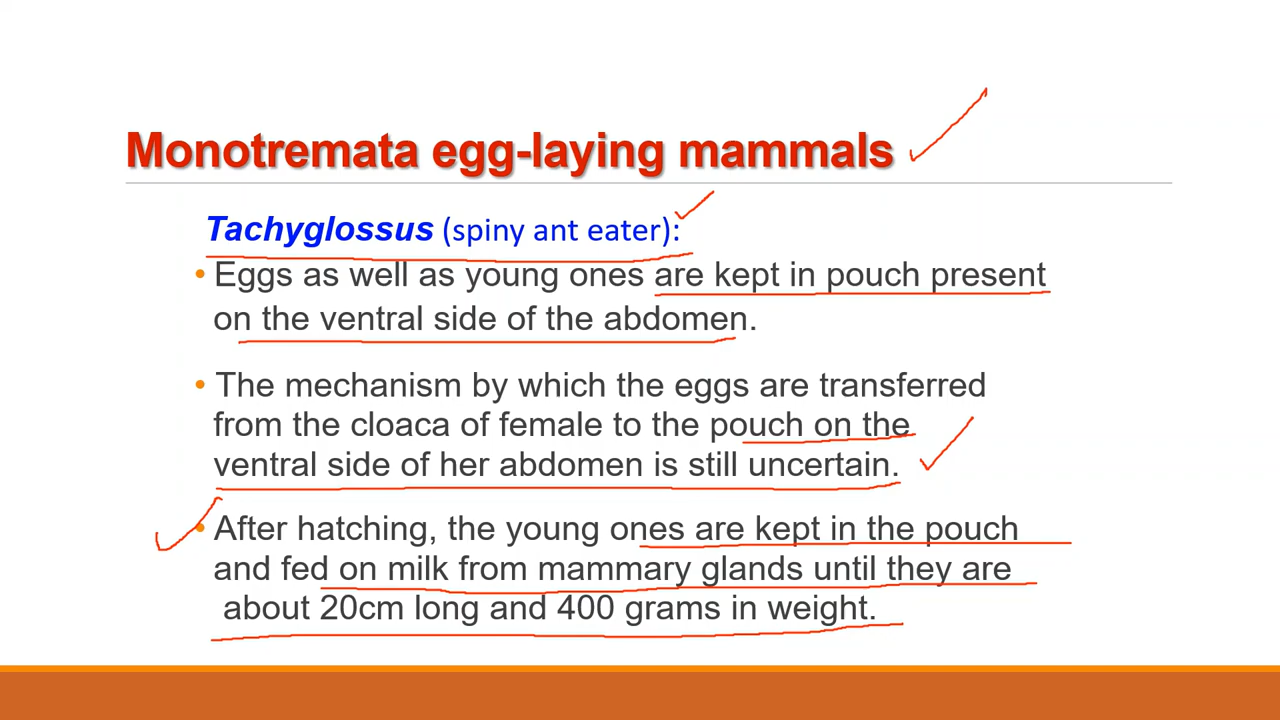 Monotremata egg-laying mammals
Tachyglossus (spiny ant eater):
• Eggs as well as young ones are kept in pouch present
on the ventral side of the abdomen.
• The mechanism by which the eggs are transferred
from the cloaca of female to the pouch on the
ventral side of her abdomen is still uncertain.
• After hatching, the young ones are kept in the pouch
and fed on milk from mammary glands until they are
about 20cm long and 400 grams in weight.